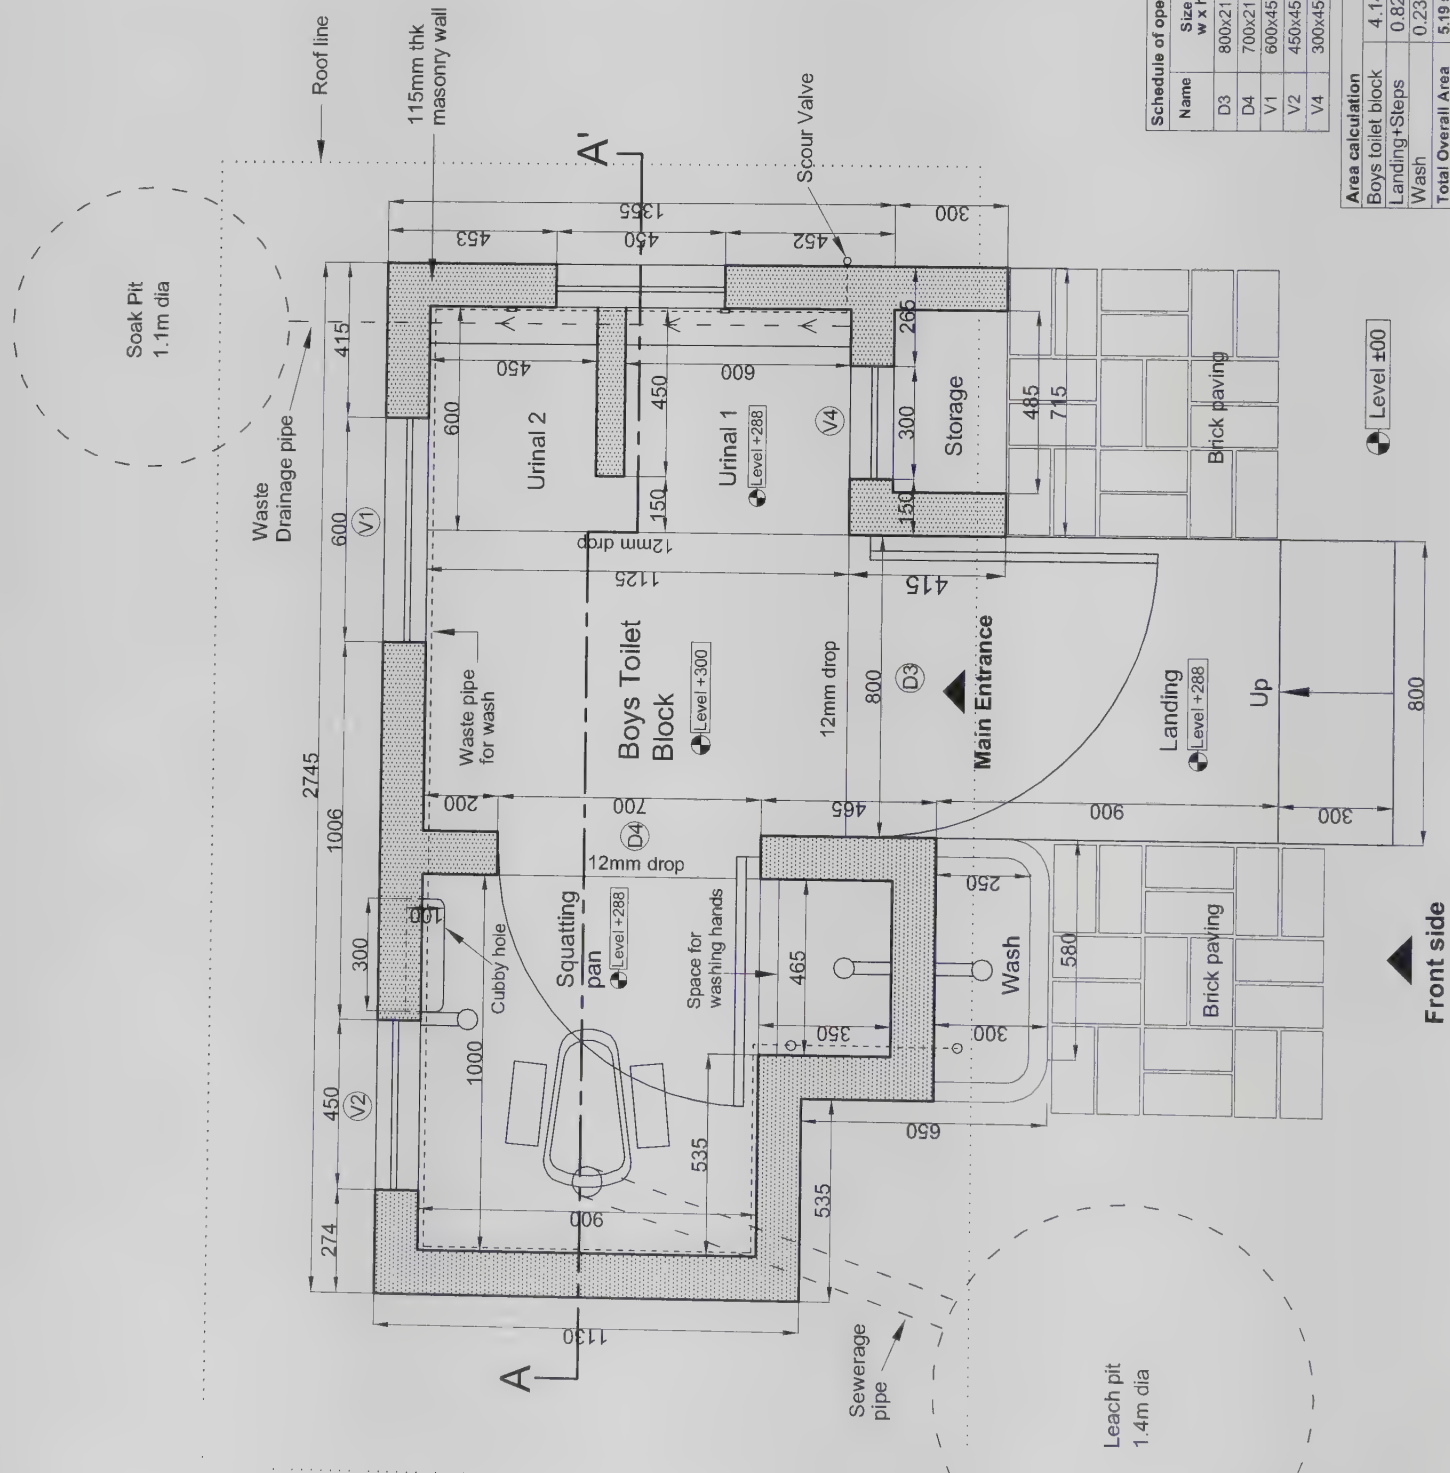 Roof line
115mm thk
masonry wall
Soak Pit
1.1m dia
Waste
Drainage pipe
A'
Scour Valve
2745
415
600
V1
1006
450
V2
274
300
100
453
450
452
1355
300
600
450
Urinal 2
450
600
Urinal 1
Level +288
150
V4
265
300
150
Storage
485
715
Brick paving
Level ±00
12mm drop
1125
415
Waste pipe
for wash
Boys Toilet
Block
Level +300
12mm drop
800
D3
Main Entrance
Landing
Level +288
Up
800
200
700
D4
465
900
300
12mm drop
Cubby hole
Squatting
pan
Level +288
Space for
washing hands
465
350
250
Wash
580
300
Brick paving
Front side
1000
900
535
535
650
1130
A
Sewerage
pipe
Leach pit
1.4m dia
Schedule of ope
Name Size
w x h
D3 800x21
D4 700x21
V1 600x45
V2 450x45
V4 300x45
Area calculation
Boys toilet block 4.14
Landing+Steps 0.82
Wash 0.23
Total Overall Area 5.19